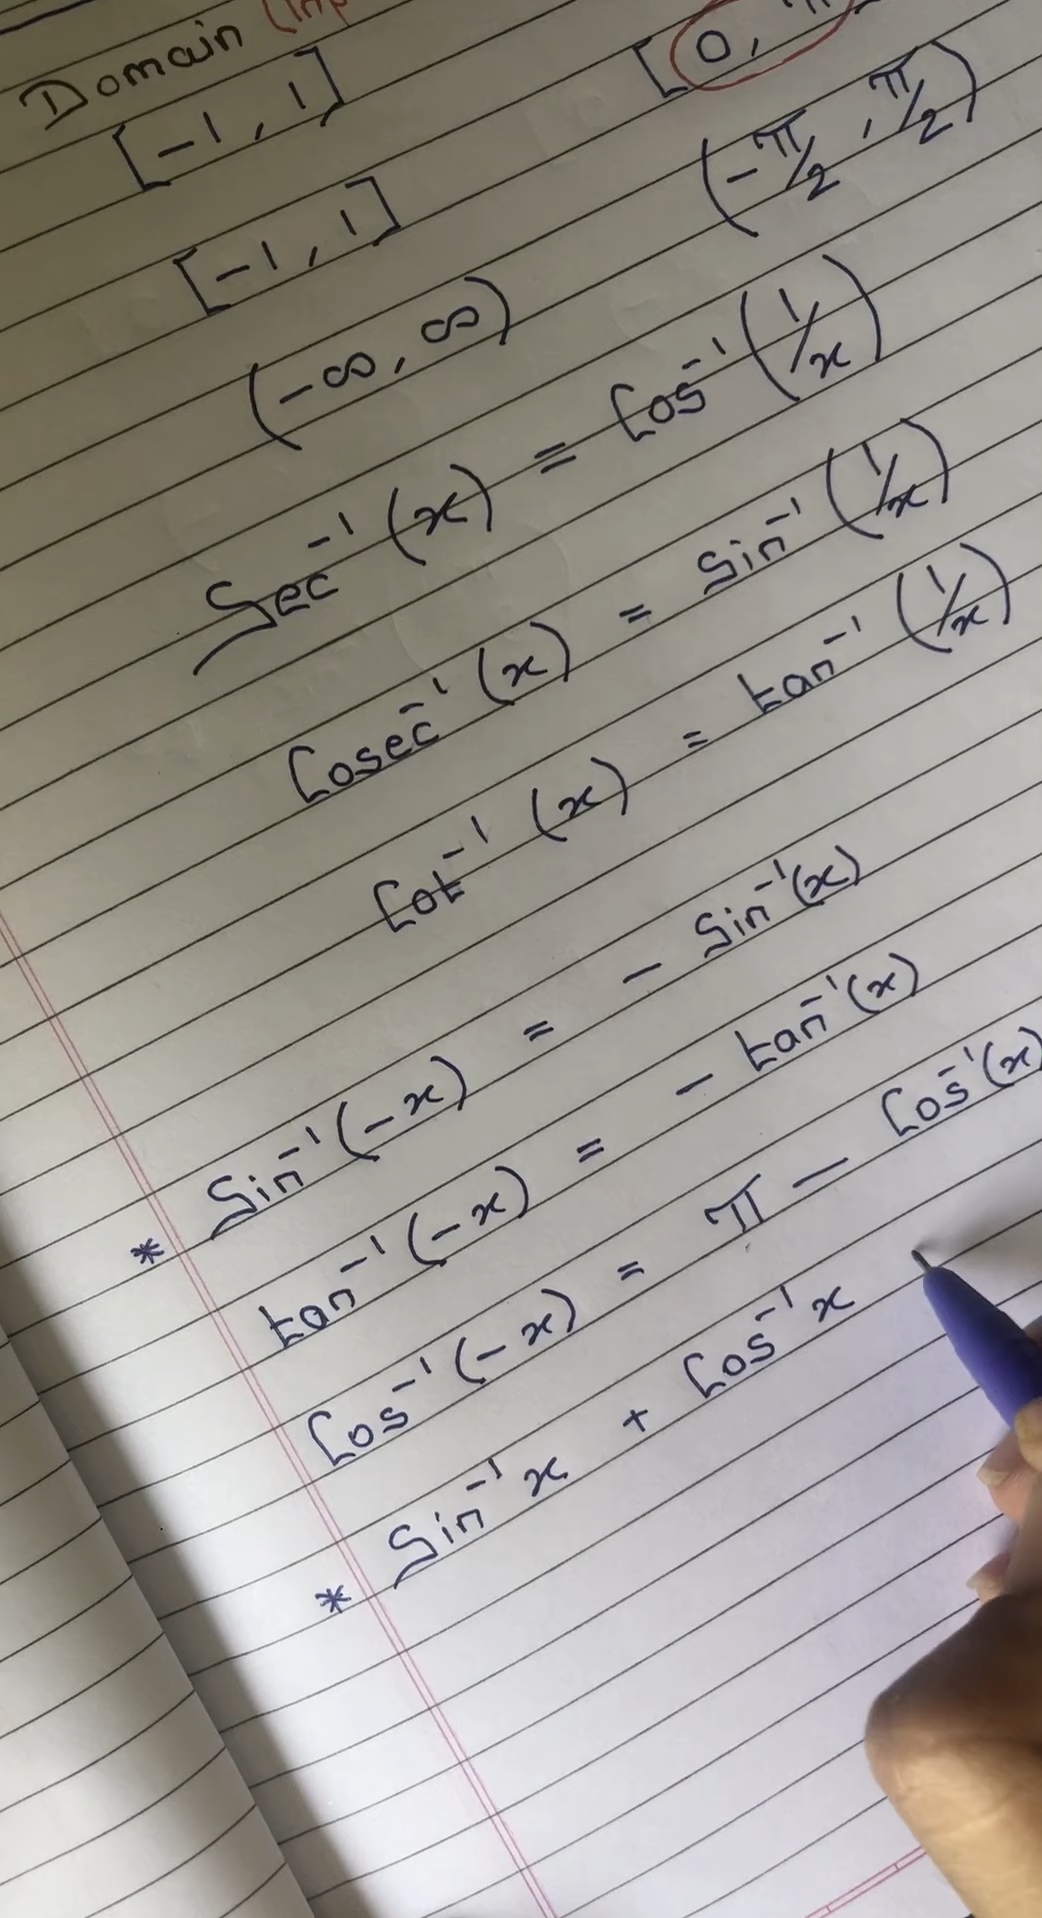 Domain (Inp
[-1, 1] [0, π
[-1, 1] (-π/2, π/2)
(-∞, ∞)
Sec⁻¹(x) = Cos⁻¹(1/x)
Cosec⁻¹(x) = Sin⁻¹(1/x)
Cot⁻¹(x) = tan⁻¹(1/x)
* Sin⁻¹(-x) = - Sin⁻¹(x)
tan⁻¹(-x) = - tan⁻¹(x)
Cos⁻¹(-x) = π - Cos⁻¹(x)
* Sin⁻¹x + Cos⁻¹x